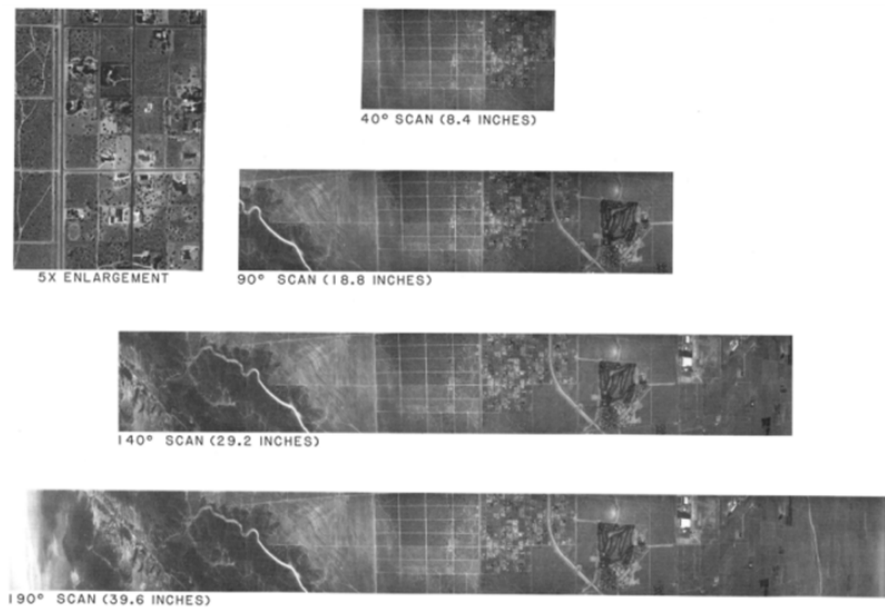 40° SCAN (8.4 INCHES)
5X ENLARGEMENT
90° SCAN (18.8 INCHES)
140° SCAN (29.2 INCHES)
190° SCAN (39.6 INCHES)